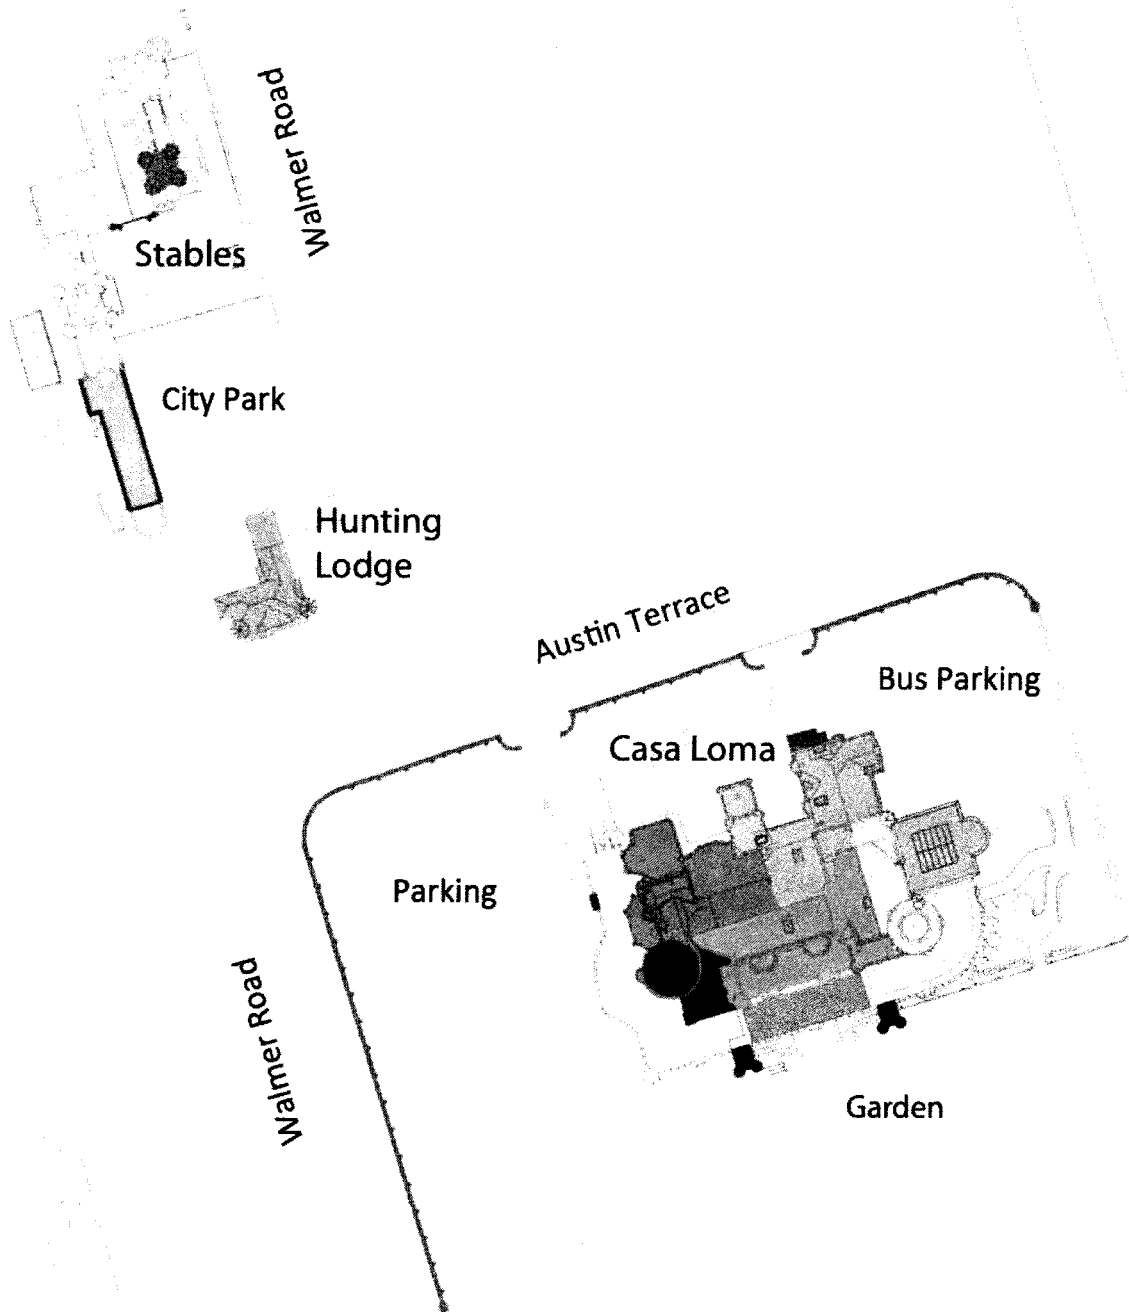 Walmer Road
Stables
City Park
Hunting
Lodge
Austin Terrace
Bus Parking
Casa Loma
Parking
Walmer Road
Garden